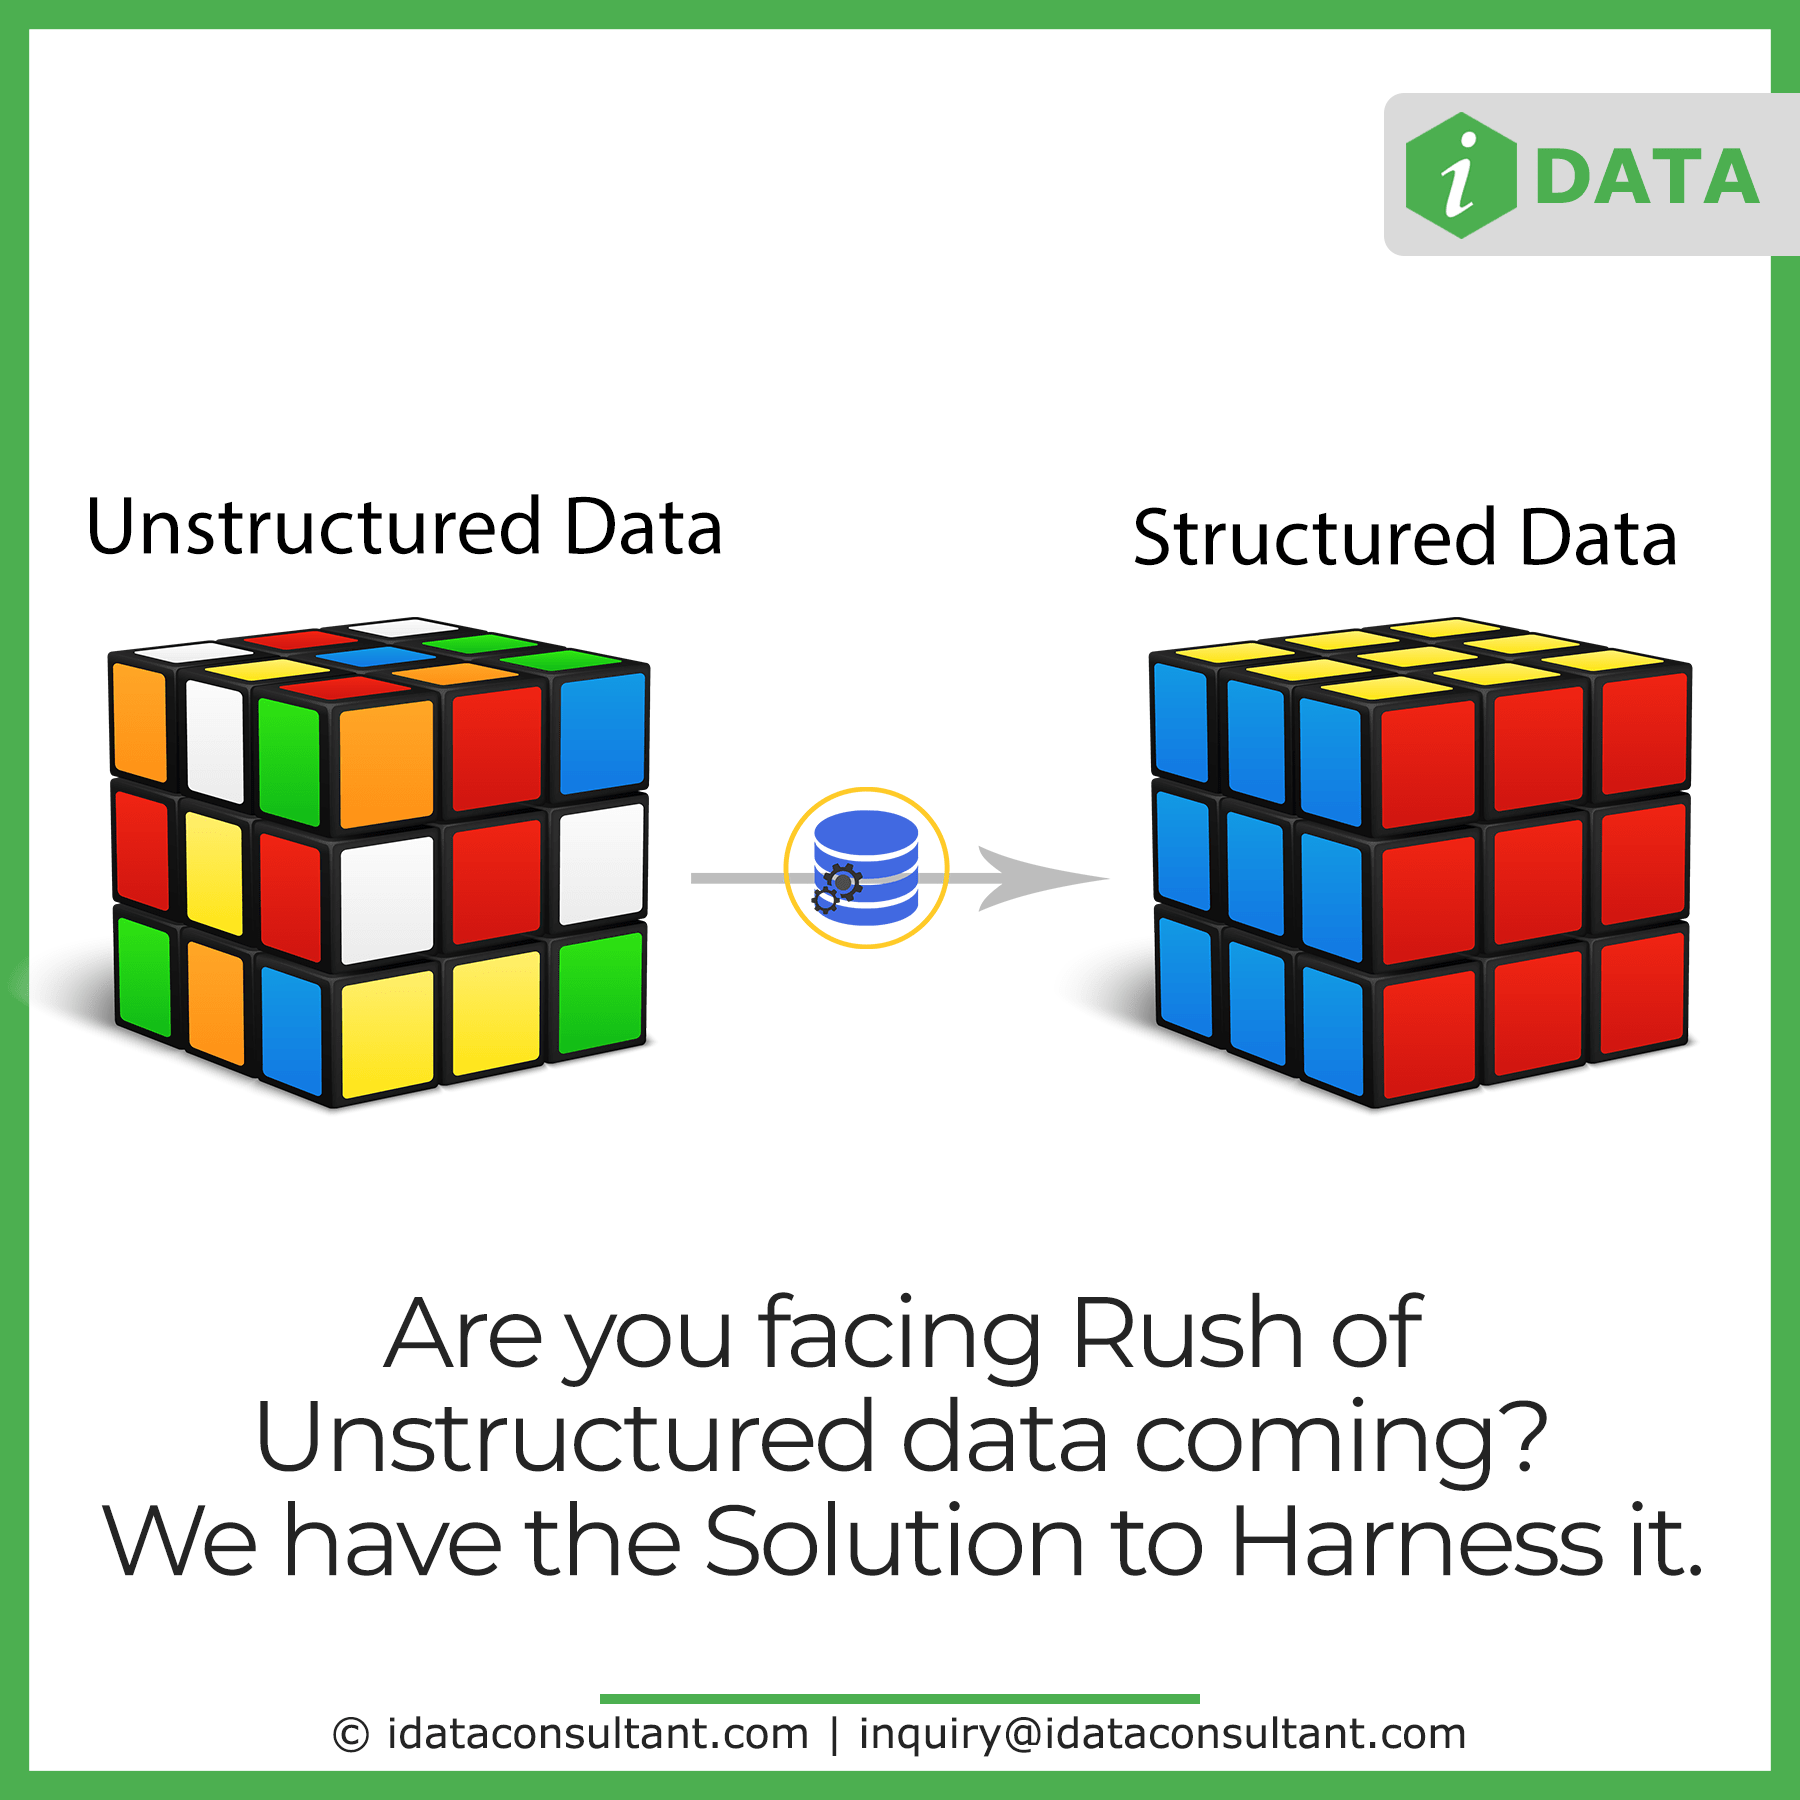 i DATA
Unstructured Data
Structured Data
Are you facing Rush of
Unstructured data coming?
We have the Solution to Harness it.
© idataconsultant.com | inquiry@idataconsultant.com